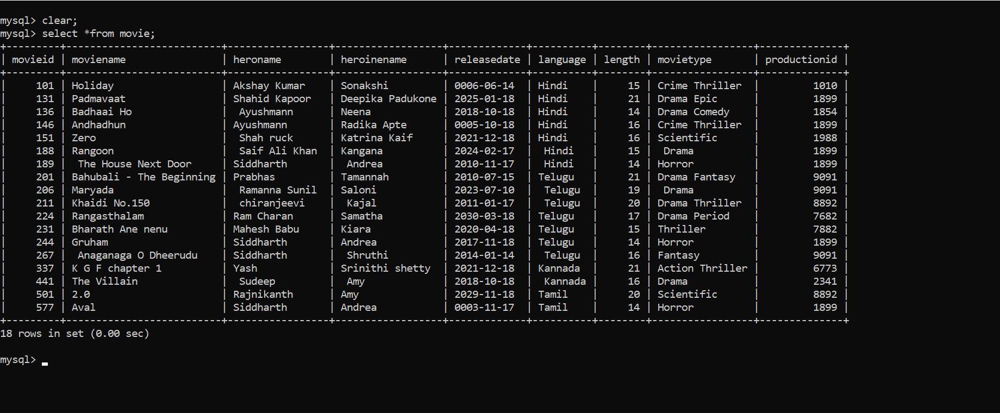 mysql> clear;
mysql> select *from movie;
+---------+--------------------------+-----------------+------------------+-------------+----------+--------+-----------------+--------------+
| movieid | moviename                | heroname        | heroinename      | releasedate | language | length | movietype       | productionid |
+---------+--------------------------+-----------------+------------------+-------------+----------+--------+-----------------+--------------+
|     101 | Holiday                  | Akshay Kumar    | Sonakshi         | 0006-06-14  | Hindi    |     15 | Crime Thriller  |         1010 |
|     131 | Padmavaat                | Shahid Kapoor   | Deepika Padukone | 2025-01-18  | Hindi    |     21 | Drama Epic      |         1899 |
|     136 | Badhaai Ho               |  Ayushmann      | Neena            | 2018-10-18  | Hindi    |     14 | Drama Comedy    |         1854 |
|     146 | Andhadhun                | Ayushmann       | Radika Apte      | 0005-10-18  | Hindi    |     16 | Crime Thriller  |         1899 |
|     151 | Zero                     |  Shah ruck      | Katrina Kaif     | 2021-12-18  | Hindi    |     16 | Scientific      |         1988 |
|     188 | Rangoon                  |  Saif Ali Khan  | Kangana          | 2024-02-17  |  Hindi   |     15 |  Drama          |         1899 |
|     189 |  The House Next Door     | Siddharth       |  Andrea          | 2010-11-17  |  Hindi   |     14 | Horror          |         1899 |
|     201 | Bahubali - The Beginning | Prabhas         | Tamannah         | 2010-07-15  | Telugu   |     21 | Drama Fantasy   |         9091 |
|     206 | Maryada                  |  Ramanna Sunil  | Saloni           | 2023-07-10  |  Telugu  |     19 |  Drama          |         9091 |
|     211 | Khaidi No.150            |  chiranjeevi    |  Kajal           | 2011-01-17  |  Telugu  |     20 | Drama Thriller  |         8892 |
|     224 | Rangasthalam             | Ram Charan      | Samatha          | 2030-03-18  | Telugu   |     17 | Drama Period    |         7682 |
|     231 | Bharath Ane nenu         | Mahesh Babu     | Kiara            | 2020-04-18  | Telugu   |     15 | Thriller        |         7882 |
|     244 | Gruham                   | Siddharth       | Andrea           | 2017-11-18  | Telugu   |     14 | Horror          |         1899 |
|     267 |  Anaganaga O Dheerudu    | Siddharth       |  Shruthi         | 2014-01-14  |  Telugu  |     16 | Fantasy         |         9091 |
|     337 | K G F chapter 1          | Yash            | Srinithi shetty  | 2021-12-18  | Kannada  |     21 | Action Thriller |         6773 |
|     441 | The Villain              |  Sudeep         |  Amy             | 2018-10-18  |  Kannada |     16 | Drama           |         2341 |
|     501 | 2.0                      | Rajnikanth      | Amy              | 2029-11-18  | Tamil    |     20 | Scientific      |         8892 |
|     577 | Aval                     | Siddharth       | Andrea           | 0003-11-17  | Tamil    |     14 | Horror          |         1899 |
+---------+--------------------------+-----------------+------------------+-------------+----------+--------+-----------------+--------------+
18 rows in set (0.00 sec)
mysql> _